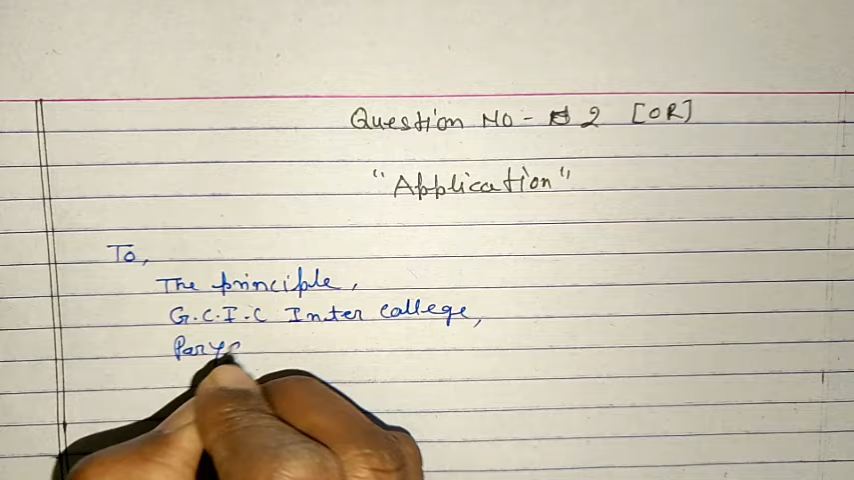 Question No - 2 [OR]
"Application"
To,
The principle,
G.C.I.C Inter college,